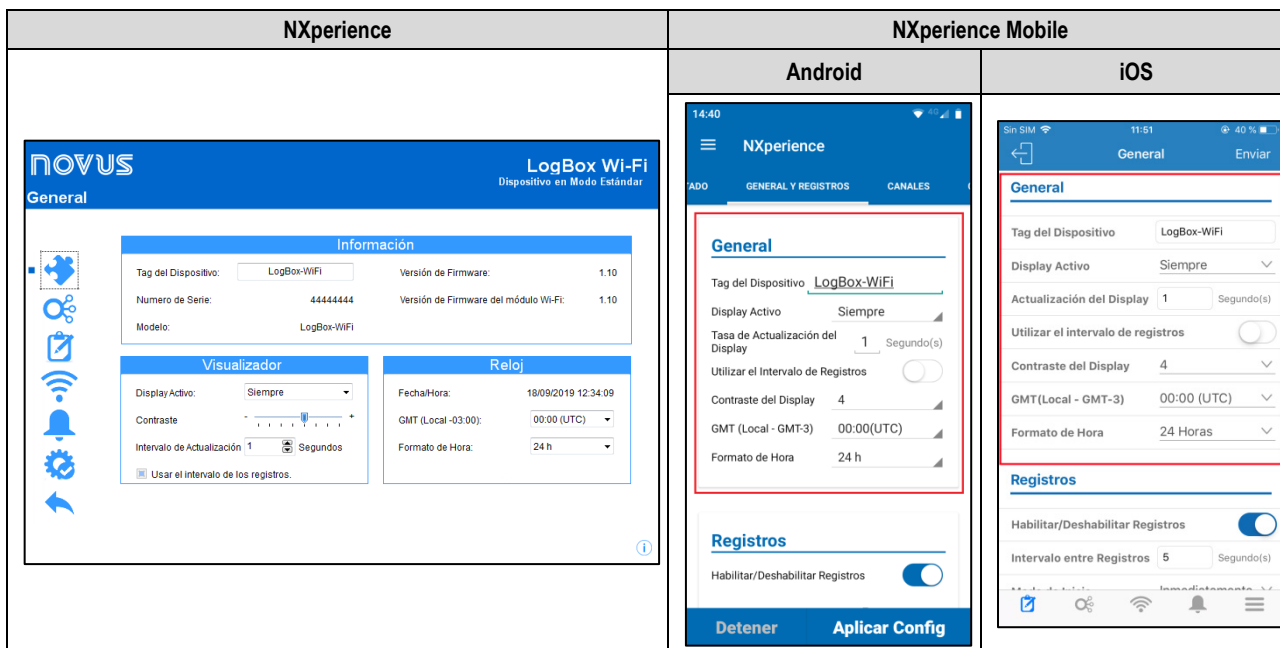 NXperience
NXperience Mobile
Android
iOS
NOVUS
LogBox Wi-Fi
Dispositivo en Modo Estándar
General
Información
Tag del Dispositivo: LogBox-WiFi Versión de Firmware: 1.10
Numero de Serie: 44444444 Versión de Firmware del módulo Wi-Fi: 1.10
Modelo: LogBox-WiFi
Visualizador
Display Activo: Siempre
Contraste - +
Intervalo de Actualización 1 Segundos
Usar el intervalo de los registros.
Reloj
Fecha/Hora: 18/09/2019 12:34:09
GMT (Local -03:00): 00:00 (UTC)
Formato de Hora: 24 h
14:40 4G
NXperience
ADO GENERAL Y REGISTROS CANALES
General
Tag del Dispositivo LogBox-WiFi
Display Activo Siempre
Tasa de Actualización del
Display 1 Segundo(s)
Utilizar el Intervalo de Registros
Contraste del Display 4
GMT (Local - GMT-3) 00:00(UTC)
Formato de Hora 24 h
Registros
Habilitar/Deshabilitar Registros
Detener Aplicar Config
Sin SIM 11:51 40 %
General Enviar
General
Tag del Dispositivo LogBox-WiFi
Display Activo Siempre
Actualización del Display 1 Segundo(s)
Utilizar el intervalo de registros
Contraste del Display 4
GMT(Local - GMT-3) 00:00 (UTC)
Formato de Hora 24 Horas
Registros
Habilitar/Deshabilitar Registros
Intervalo entre Registros 5 Segundo(s)